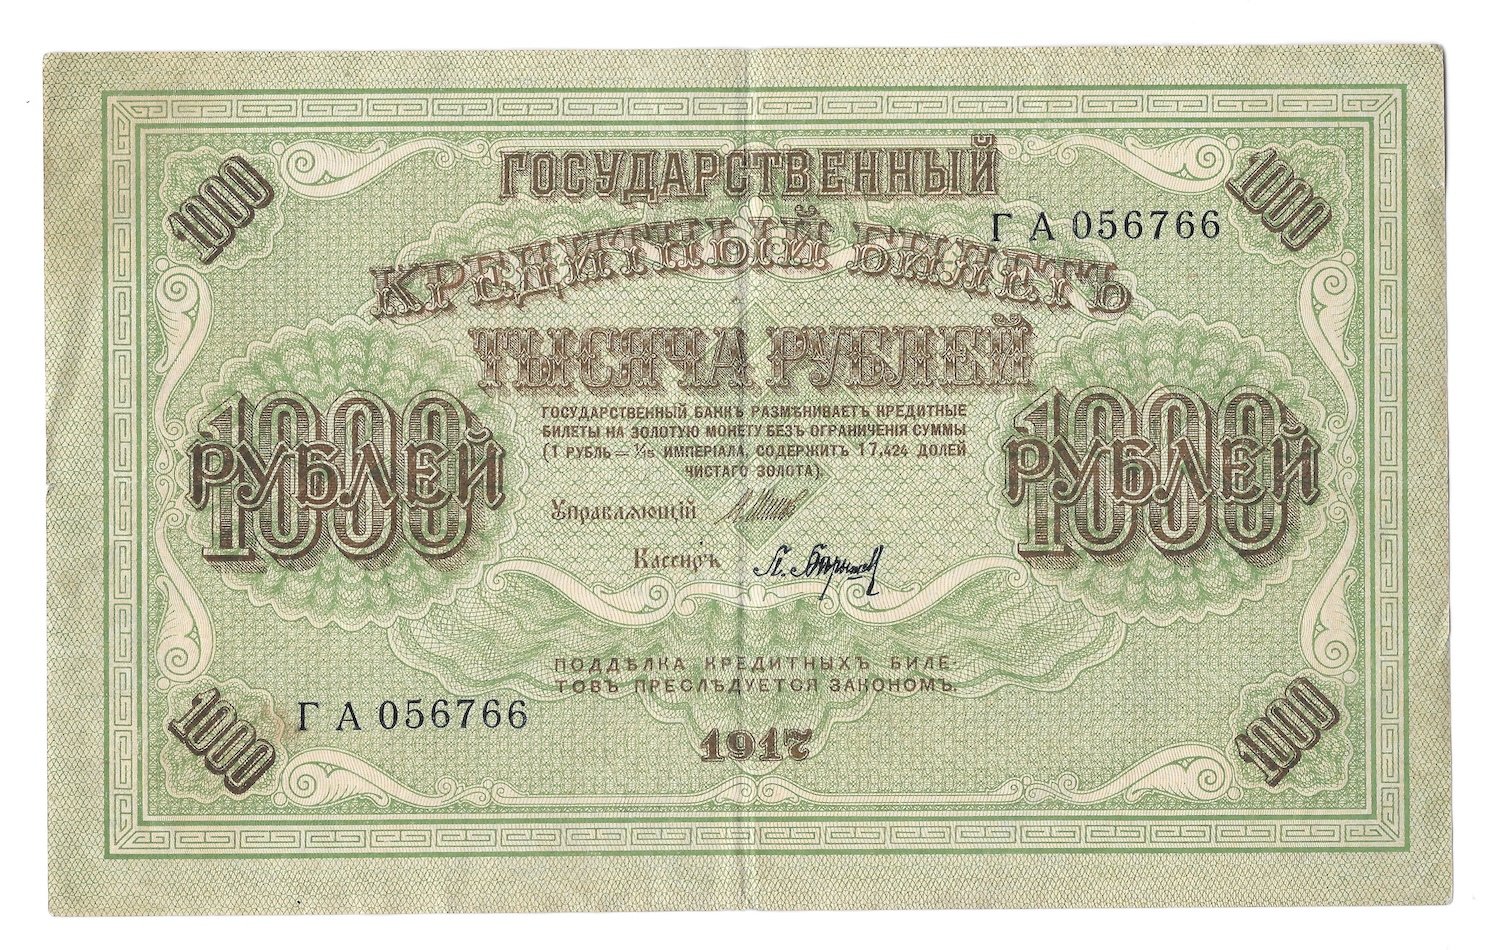 1000
1000
ГОСУДАРСТВЕННЫЙ
КРЕДИТНЫЙ БИЛЕТЪ
ГА 056766
ТЫСЯЧА РУБЛЕЙ
1000 РУБЛЕЙ
1000 РУБЛЕЙ
ГОСУДАРСТВЕННЫЙ БАНКЪ РАЗМѢНИВАЕТЪ КРЕДИТНЫЕ
БИЛЕТЫ НА ЗОЛОТУЮ МОНЕТУ БЕЗЪ ОГРАНИЧЕНІЯ СУММЫ
(1 РУБЛЬ — 1/15 ИМПЕРІАЛА, СОДЕРЖИТЪ 17,424 ДОЛЕЙ
ЧИСТАГО ЗОЛОТА).
Управляющій
Кассиръ
ПОДДѢЛКА КРЕДИТНЫХЪ БИЛЕ-
ТОВЪ ПРЕСЛѢДУЕТСЯ ЗАКОНОМЪ.
ГА 056766
1917
1000
1000